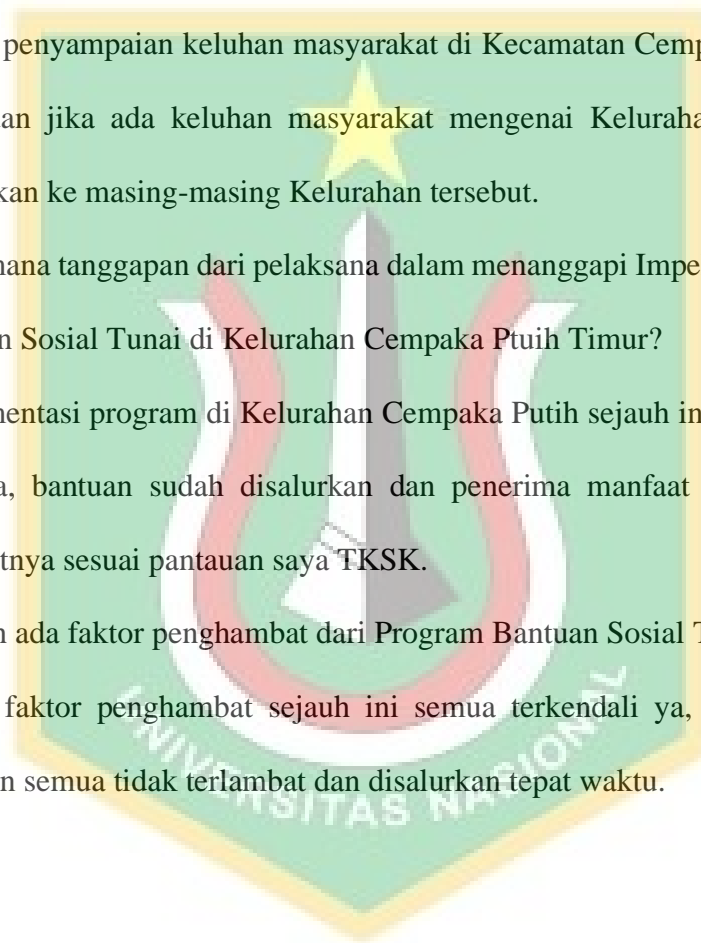 penyampaian keluhan masyarakat di Kecamatan Cemp
an jika ada keluhan masyarakat mengenai Keluraha
kan ke masing-masing Kelurahan tersebut.
nana tanggapan dari pelaksana dalam menanggapi Impe
n Sosial Tunai di Kelurahan Cempaka Ptuih Timur?
nentasi program di Kelurahan Cempaka Putih sejauh in
a, bantuan sudah disalurkan dan penerima manfaat
tnya sesuai pantauan saya TKSK.
n ada faktor penghambat dari Program Bantuan Sosial T
faktor penghambat sejauh ini semua terkendali ya,
n semua tidak terlambat dan disalurkan tepat waktu.
UNIVERSITAS NASIONAL